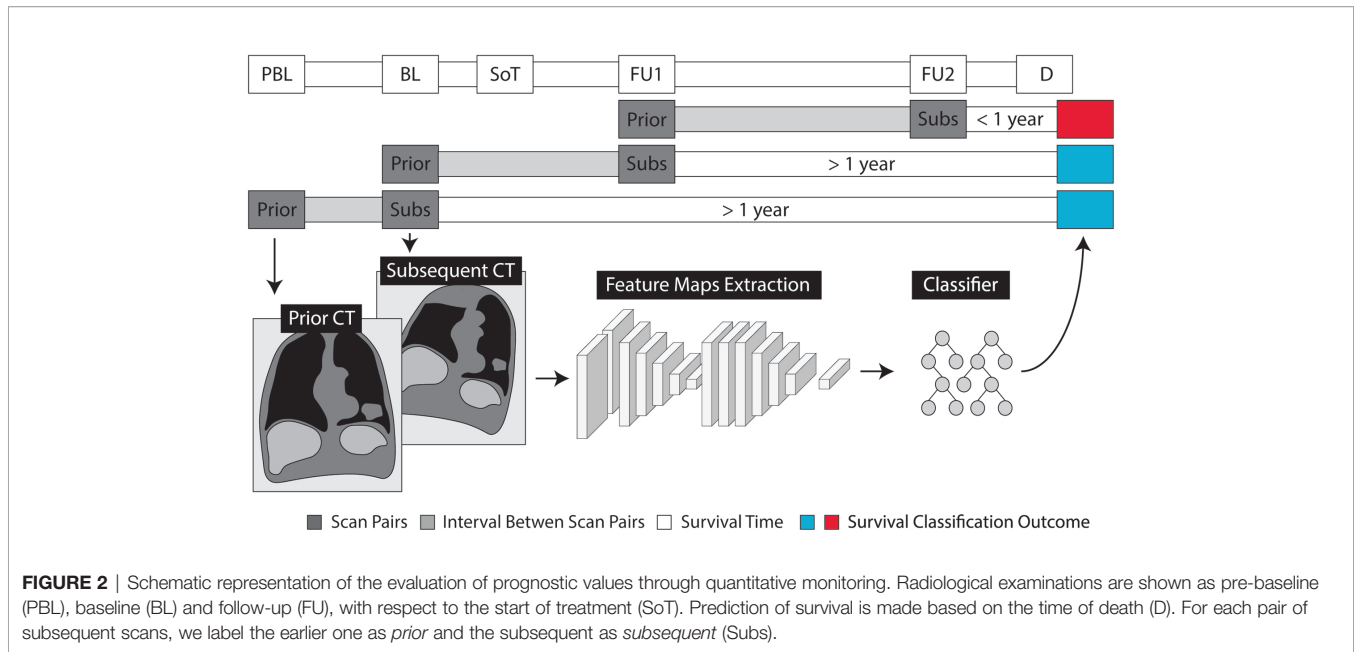 PBL BL SoT FU1 FU2 D
Prior Subs < 1 year
Prior Subs > 1 year
Prior Subs > 1 year
Subsequent CT
Prior CT
Feature Maps Extraction
Classifier
Scan Pairs Interval Betwen Scan Pairs Survival Time Survival Classification Outcome
FIGURE 2 | Schematic representation of the evaluation of prognostic values through quantitative monitoring. Radiological examinations are shown as pre-baseline
(PBL), baseline (BL) and follow-up (FU), with respect to the start of treatment (SoT). Prediction of survival is made based on the time of death (D). For each pair of
subsequent scans, we label the earlier one as prior and the subsequent as subsequent (Subs).